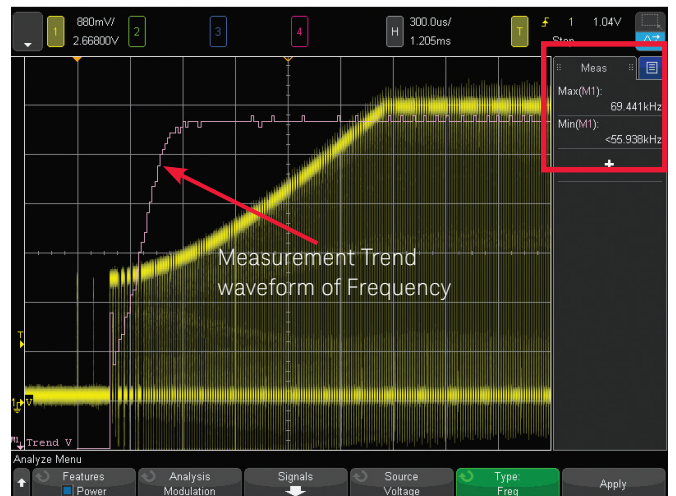 1 880mV/ 2 3 4 H 300.0us/ T 1 1.04V
2.66800V 1.205ms Stop
Meas
Max(M1):
69.441kHz
Min(M1):
<55.938kHz
+
Measurement Trend
waveform of Frequency
T
V
Trend V
Analyze Menu
Features Analysis Signals Source Type: Apply
Power Modulation Voltage Freq